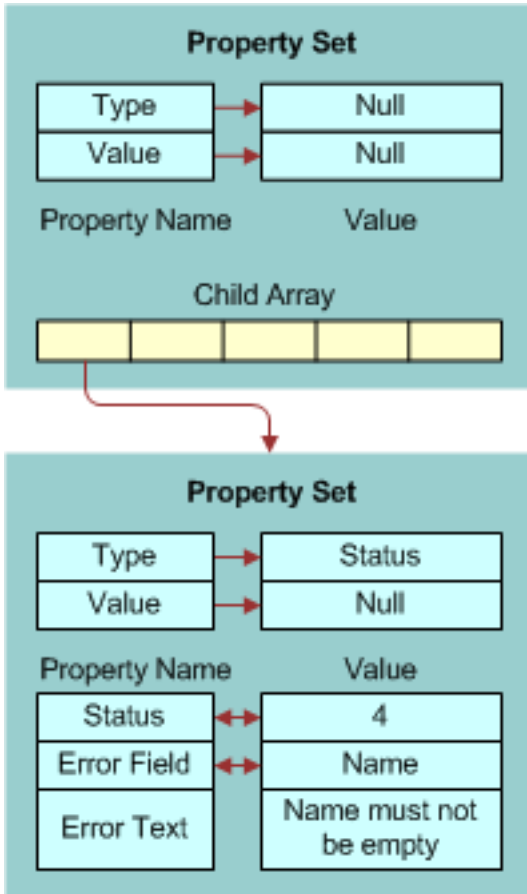 Property Set
Type Null
Value Null
Property Name Value
Child Array
Property Set
Type Status
Value Null
Property Name Value
Status 4
Error Field Name
Error Text Name must not
be empty